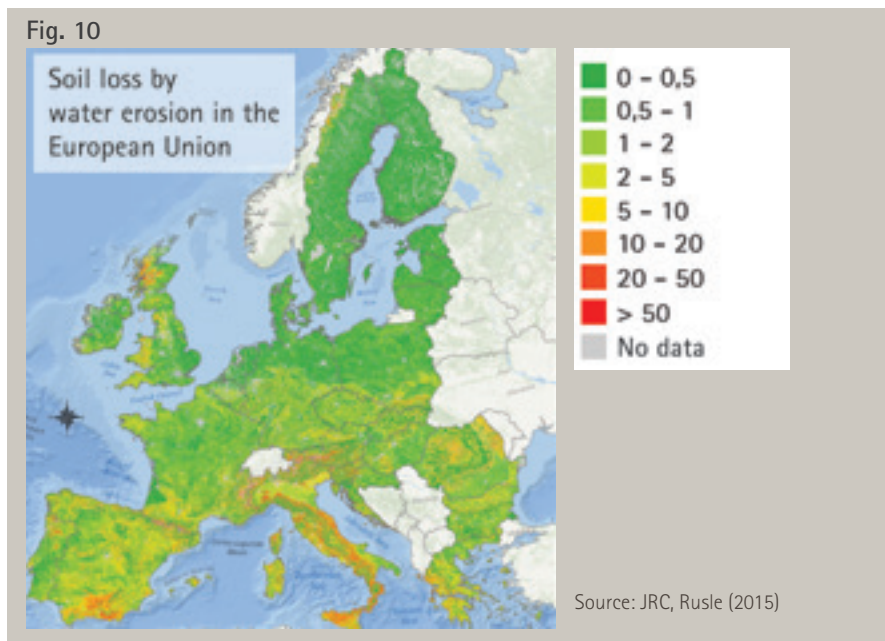 Fig. 10
Soil loss by
water erosion in the
European Union
0 – 0,5
0,5 – 1
1 – 2
2 – 5
5 – 10
10 – 20
20 – 50
> 50
No data
Source: JRC, Rusle (2015)